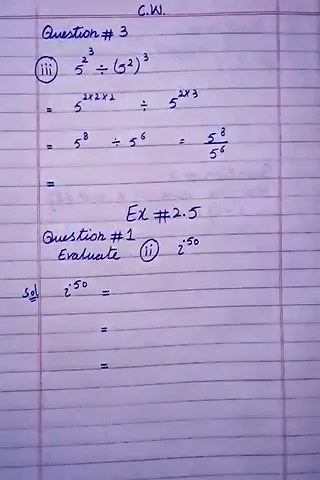 C.W.
Question # 3
iii) 5^2^3 ÷ (5^2)^3
= 5^2×2×2 ÷ 5^2×3
= 5^8 ÷ 5^6 = 5^8/5^6
=
Ex # 2.5
Question # 1
Evaluate ii) i^50
Sol i^50 =
=
=